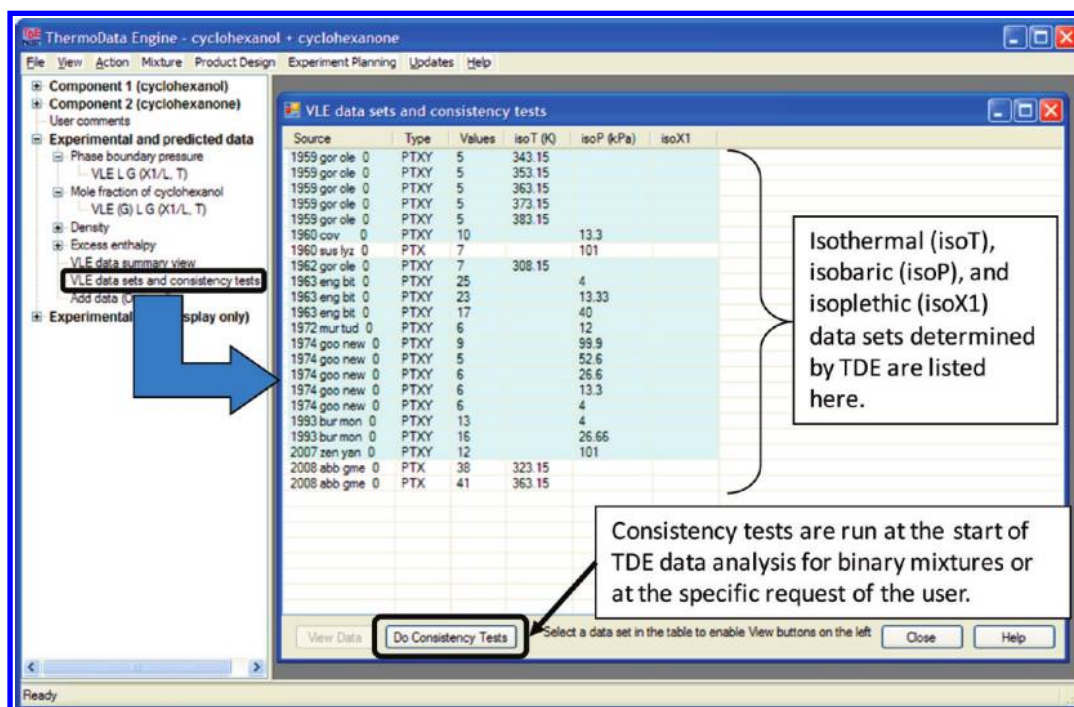 ThermoData Engine - cyclohexanol + cyclohexanone
File View Action Mixture Product Design Experiment Planning Updates Help
Component 1 (cyclohexanol)
Component 2 (cyclohexanone)
User comments
Experimental and predicted data
Phase boundary pressure
VLE L G (X1/L, T)
Mole fraction of cyclohexanol
VLE (G) L G (X1/L, T)
Density
Excess enthalpy
VLE data summary view
VLE data sets and consistency tests
Add data (O
Experimental splay only)
VLE data sets and consistency tests
Source Type Values isoT (K) isoP (kPa) isoX1
1959 gor ole 0 PTXY 5 343.15
1959 gor ole 0 PTXY 5 353.15
1959 gor ole 0 PTXY 5 363.15
1959 gor ole 0 PTXY 5 373.15
1959 gor ole 0 PTXY 5 383.15
1960 cov 0 PTXY 10 13.3
1960 sus lyz 0 PTX 7 101
1962 gor ole 0 PTXY 7 308.15
1963 eng bit 0 PTXY 25 4
1963 eng bit 0 PTXY 23 13.33
1963 eng bit 0 PTXY 17 40
1972 mur tud 0 PTXY 6 12
1974 goo new 0 PTXY 9 99.9
1974 goo new 0 PTXY 5 52.6
1974 goo new 0 PTXY 6 26.6
1974 goo new 0 PTXY 6 13.3
1974 goo new 0 PTXY 6 4
1993 bur mon 0 PTXY 13 4
1993 bur mon 0 PTXY 16 26.66
2007 zen yan 0 PTXY 12 101
2008 abb gme 0 PTX 38 323.15
2008 abb gme 0 PTX 41 363.15
Isothermal (isoT),
isobaric (isoP), and
isoplethic (isoX1)
data sets determined
by TDE are listed
here.
Consistency tests are run at the start of
TDE data analysis for binary mixtures or
at the specific request of the user.
View Data Do Consistency Tests Select a data set in the table to enable View buttons on the left Close Help
Ready